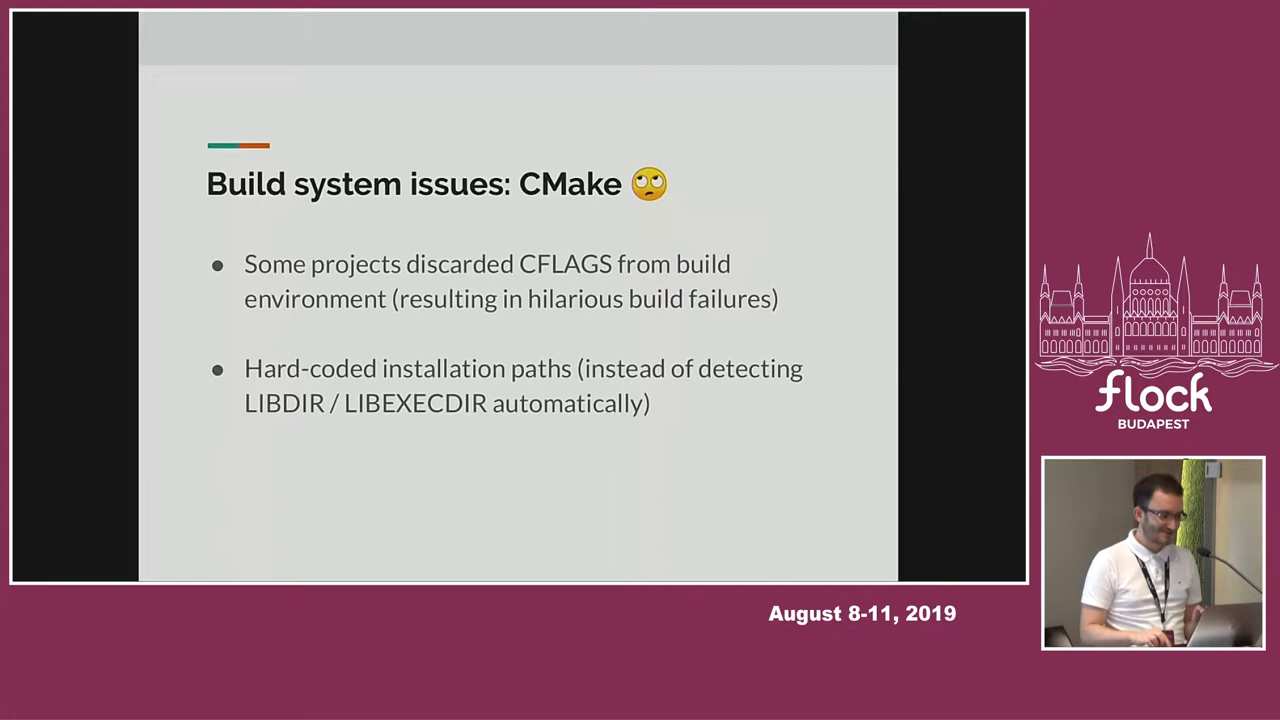 Build system issues: CMake 🙄
● Some projects discarded CFLAGS from build
environment (resulting in hilarious build failures)
● Hard-coded installation paths (instead of detecting
LIBDIR / LIBEXECDIR automatically)
flock
BUDAPEST
August 8-11, 2019